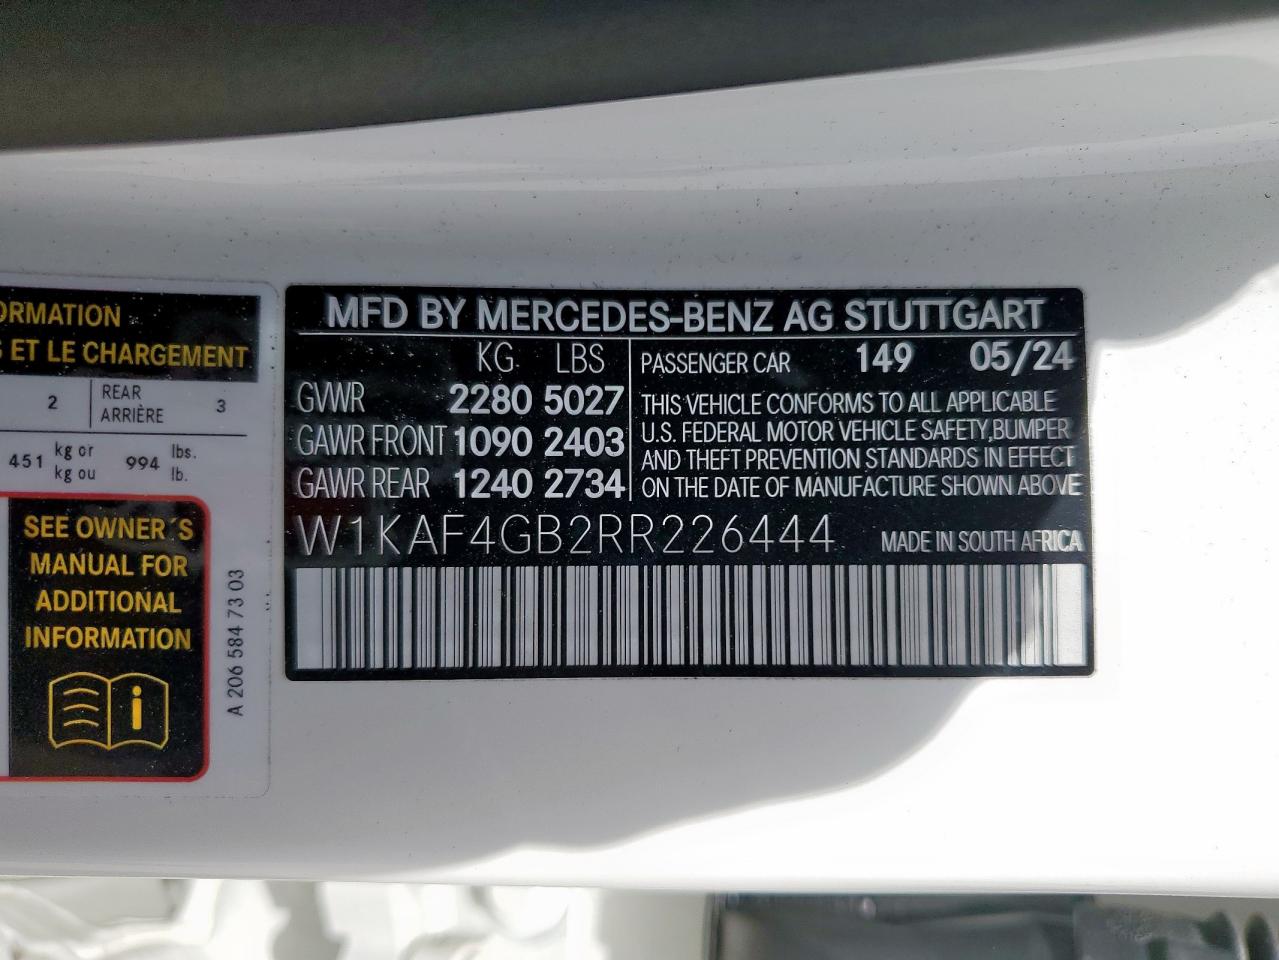 ORMATION
S ET LE CHARGEMENT
2 REAR ARRIÈRE 3
451 kg or kg ou 994 lbs. lb.
SEE OWNER´S
MANUAL FOR
ADDITIONAL
INFORMATION
i
A 206 584 73 03
MFD BY MERCEDES-BENZ AG STUTTGART
KG LBS
GVWR 2280 5027
GAWR FRONT 1090 2403
GAWR REAR 1240 2734
PASSENGER CAR 149 05/24
THIS VEHICLE CONFORMS TO ALL APPLICABLE
U.S. FEDERAL MOTOR VEHICLE SAFETY,BUMPER
AND THEFT PREVENTION STANDARDS IN EFFECT
ON THE DATE OF MANUFACTURE SHOWN ABOVE
W1KAF4GB2RR226444 MADE IN SOUTH AFRICA